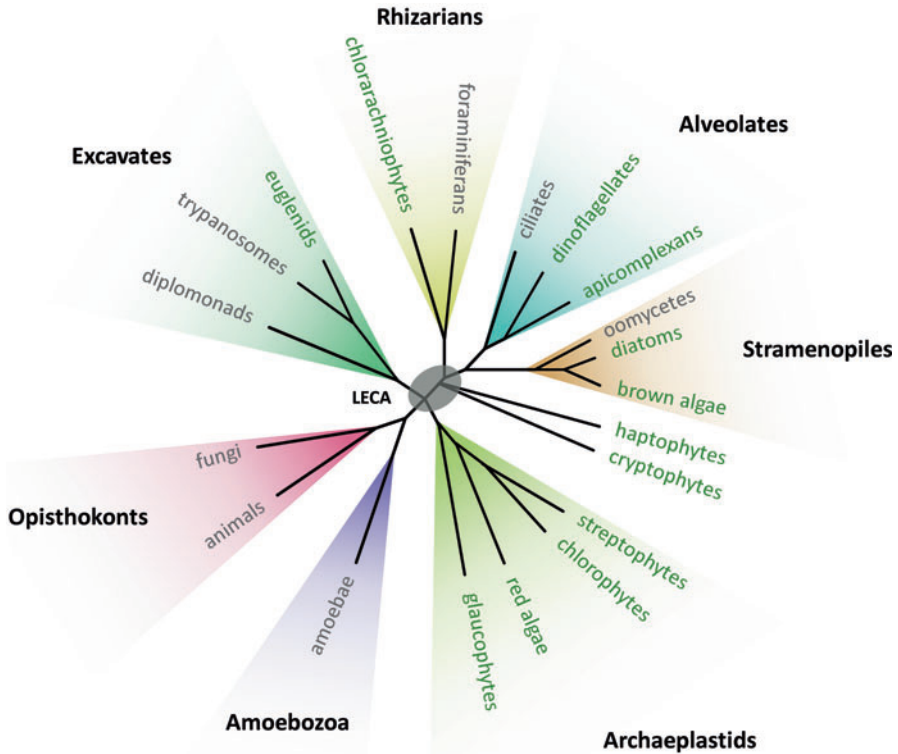 Rhizarians
chlorarachniophytes
foraminiferans
Alveolates
ciliates
dinoflagellates
apicomplexans
Excavates
euglenids
trypanosomes
diplomonads
oomycetes
diatoms
brown algae
Stramenopiles
LECA
haptophytes
cryptophytes
fungi
animals
Opisthokonts
amoebae
Amoebozoa
streptophytes
chlorophytes
red algae
glaucophytes
Archaeplastids